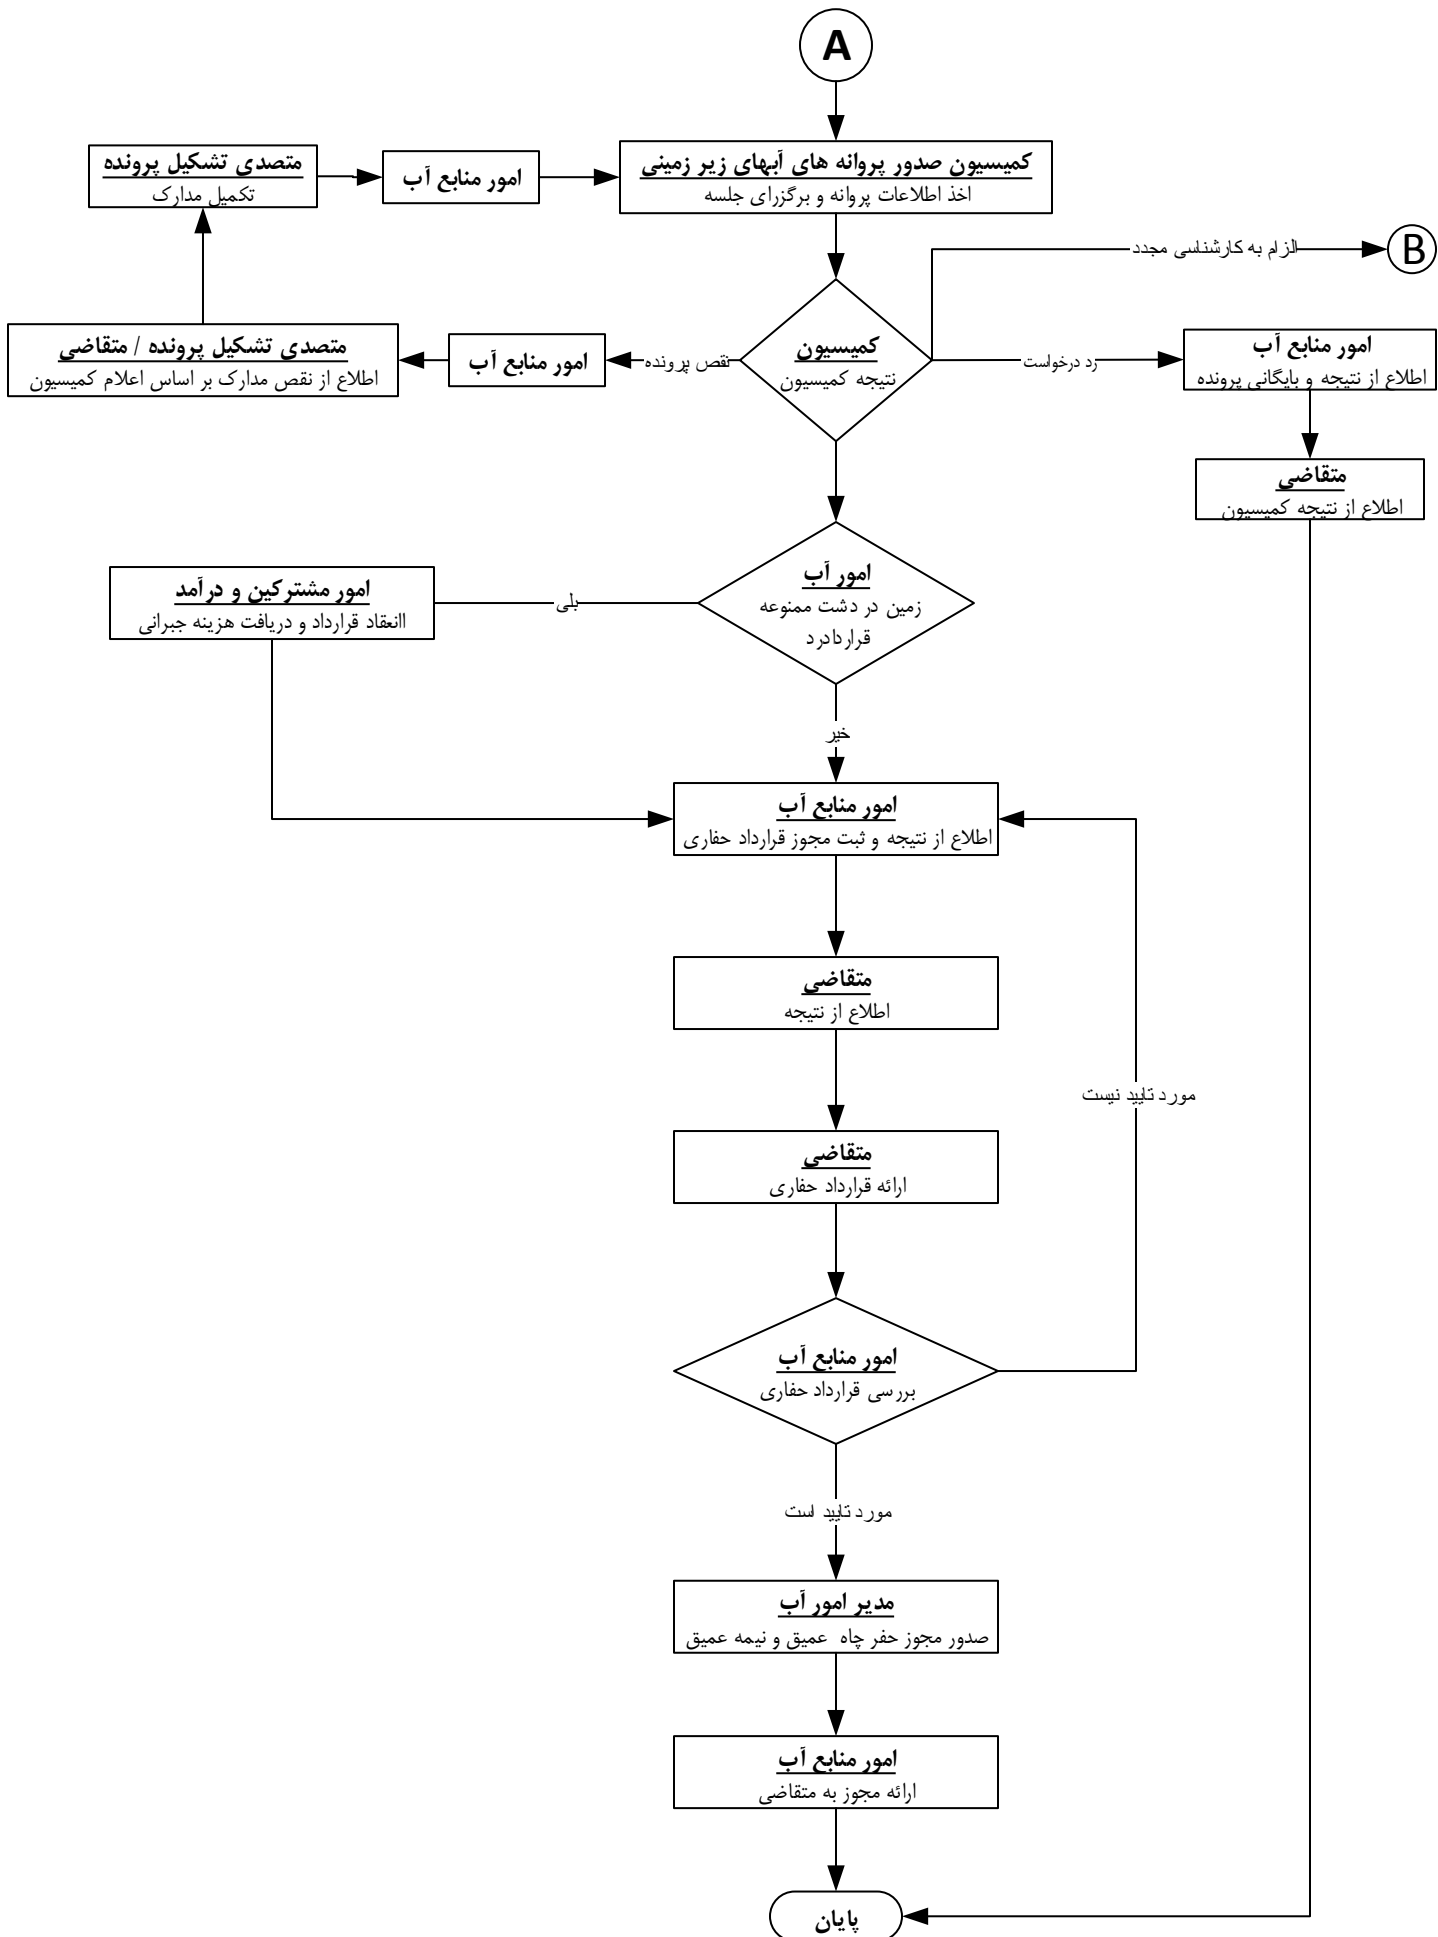 A
کمیسیون صدور پروانه های آبهای زیر زمینی
اخذ اطلاعات پروانه و برگزرای جلسه
امور منابع آب
متصدی تشکیل پرونده
تکمیل مدارک
الزام به کارشناسی مجدد
B
کمیسیون
نتیجه کمیسیون
رد درخواست
امور منابع آب
اطلاع از نتیجه و بایگانی پرونده
نقص پرونده
امور منابع آب
متصدی تشکیل پرونده / متقاضی
اطلاع از نقص مدارک بر اساس اعلام کمیسیون
متقاضی
اطلاع از نتیجه کمیسیون
امور آب
زمین در دشت ممنوعه
قراردادرد
بلی
امور مشترکین و درآمد
اانعقاد قرارداد و دریافت هزینه جبرانی
خیر
امور منابع آب
اطلاع از نتیجه و ثبت مجوز قرارداد حفاری
متقاضی
اطلاع از نتیجه
مورد تایید نیست
متقاضی
ارائه قرارداد حفاری
امور منابع آب
بررسی قرارداد حفاری
مورد تایید است
مدیر امور آب
صدور مجوز حفر چاه عمیق و نیمه عمیق
امور منابع آب
ارائه مجوز به متقاضی
پایان